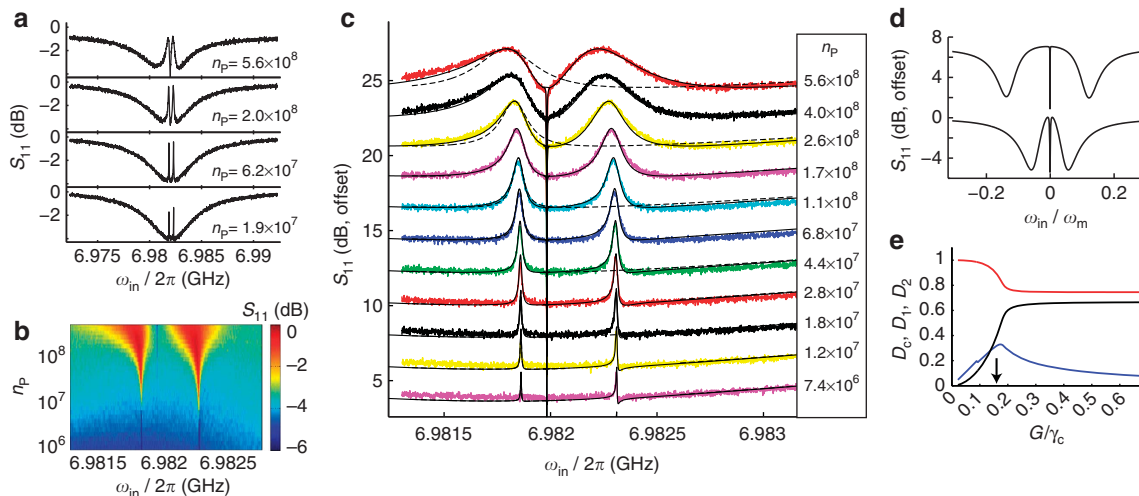 a
0
−2
n_P = 5.6×10^8
0
−2
n_P = 2.0×10^8
0
−2
n_P = 6.2×10^7
0
−2
n_P = 1.9×10^7
S_11 (dB)
6.975 6.98 6.985 6.99
ω_in / 2π (GHz)
b
S_11 (dB)
10^8
10^7
10^6
n_P
0
−2
−4
−6
6.9815 6.982 6.9825
ω_in / 2π (GHz)
c
25
20
15
10
5
S_11 (dB, offset)
6.9815 6.982 6.9825 6.983
ω_in / 2π (GHz)
n_P
5.6×10^8
4.0×10^8
2.6×10^8
1.7×10^8
1.1×10^8
6.8×10^7
4.4×10^7
2.8×10^7
1.8×10^7
1.2×10^7
7.4×10^6
d
8
4
0
−4
S_11 (dB, offset)
−0.2 0 0.2
ω_in / ω_m
e
1
0.8
0.6
0.4
0.2
0
D_c, D_1, D_2
0 0.1 0.2 0.3 0.4 0.5 0.6
G/γ_c